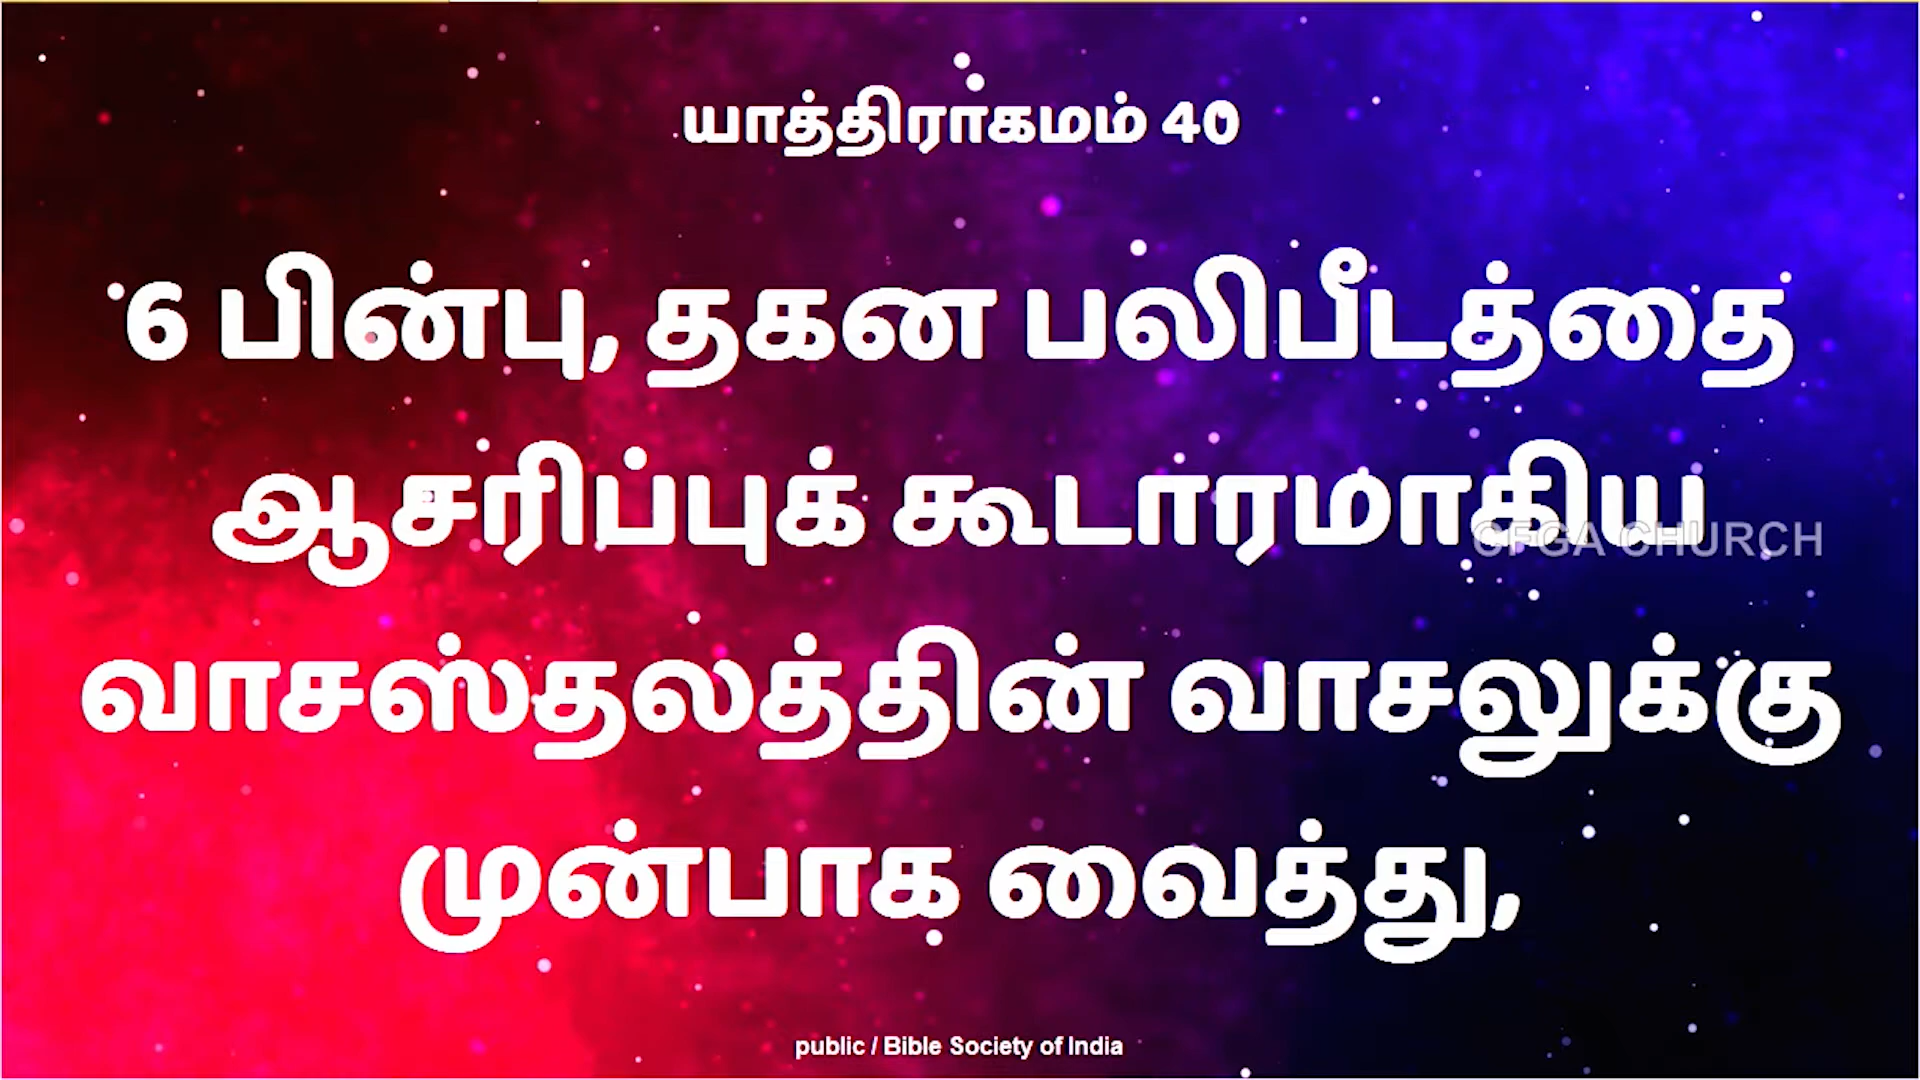 யாத்திராகமம் 40
6 பின்பு, தகன பலிபீடத்தை
ஆசரிப்புக் கூடாரமாகிய
CFGA CHURCH
வாசஸ்தலத்தின் வாசலுக்கு
முன்பாக வைத்து,
public / Bible Society of India